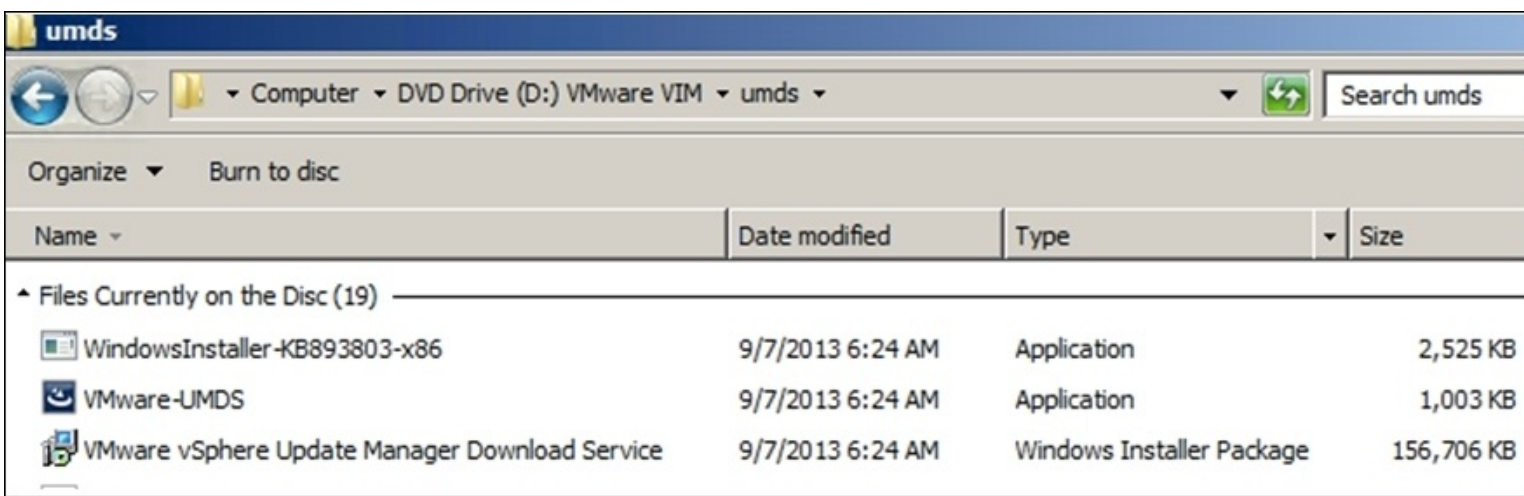 umds
Computer DVD Drive (D:) VMware VIM umds Search umds
Organize Burn to disc
Name Date modified Type Size
Files Currently on the Disc (19)
WindowsInstaller-KB893803-x86 9/7/2013 6:24 AM Application 2,525 KB
VMware-UMDS 9/7/2013 6:24 AM Application 1,003 KB
VMware vSphere Update Manager Download Service 9/7/2013 6:24 AM Windows Installer Package 156,706 KB